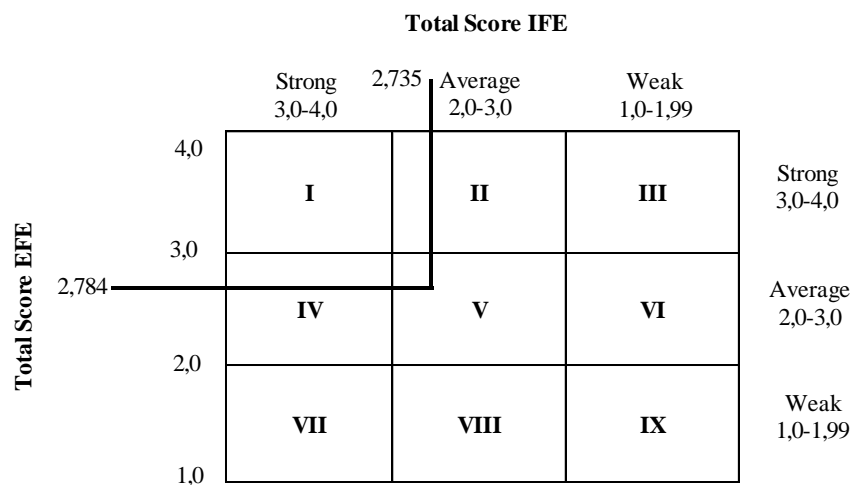 Total Score IFE
Strong 2,735 Average Weak
3,0-4,0 2,0-3,0 1,0-1,99
4,0
I II III
Strong
3,0-4,0
3,0
Total Score EFE
2,784
IV V VI
Average
2,0-3,0
2,0
VII VIII IX
Weak
1,0-1,99
1,0